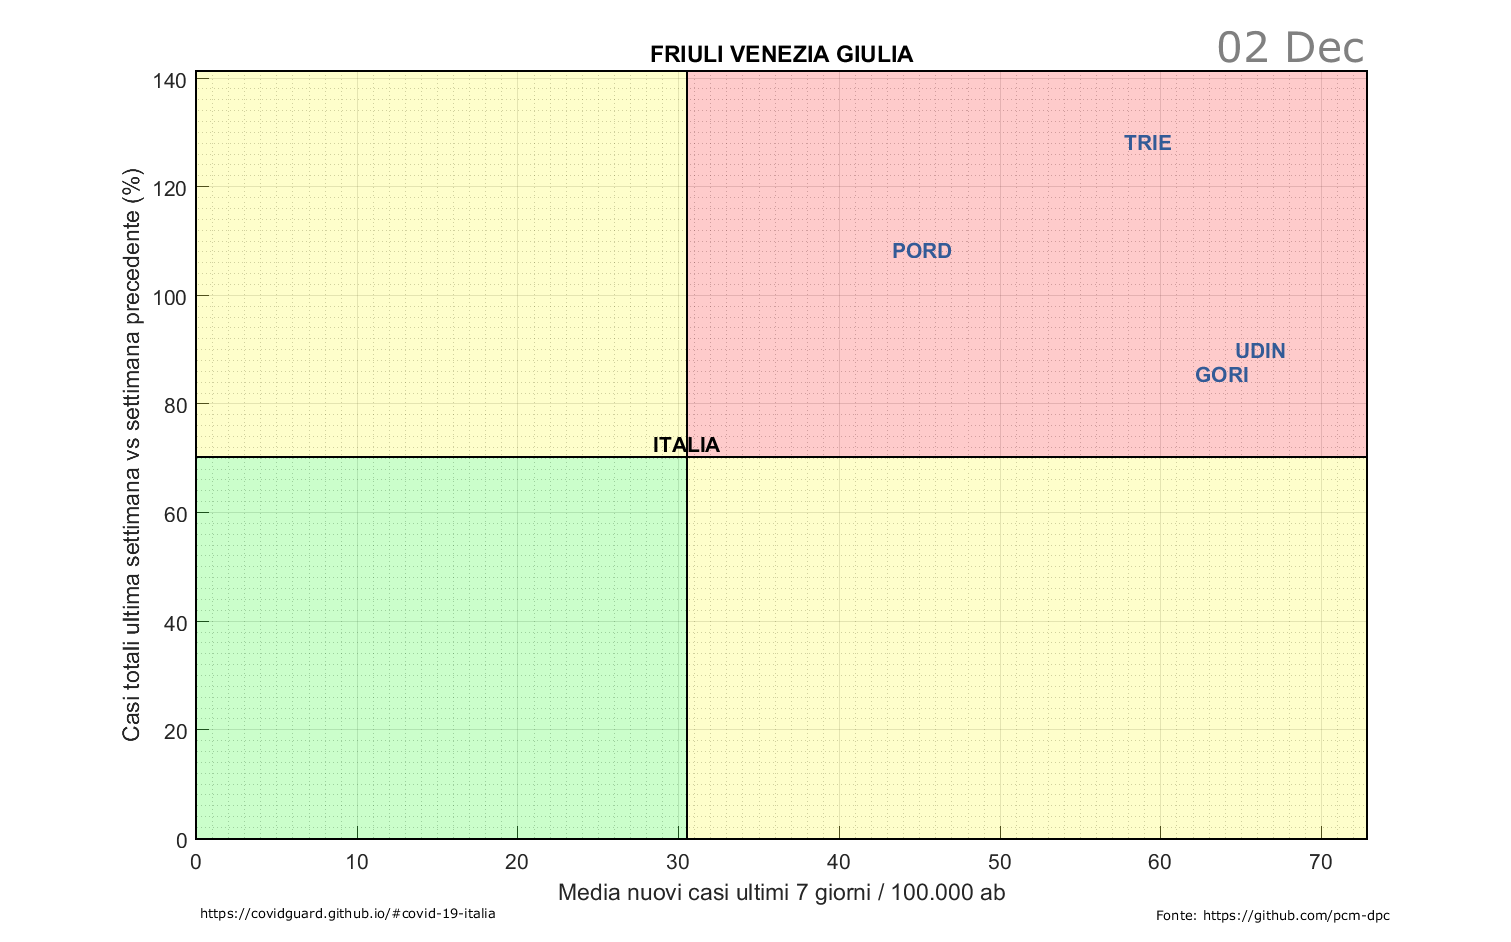 FRIULI VENEZIA GIULIA
02 Dec
Casi totali ultima settimana vs settimana precedente (%)
140
120
100
80
60
40
20
0
TRIE
PORD
UDIN
GORI
ITALIA
0 10 20 30 40 50 60 70
Media nuovi casi ultimi 7 giorni / 100.000 ab
https://covidguard.github.io/#covid-19-italia
Fonte: https://github.com/pcm-dpc